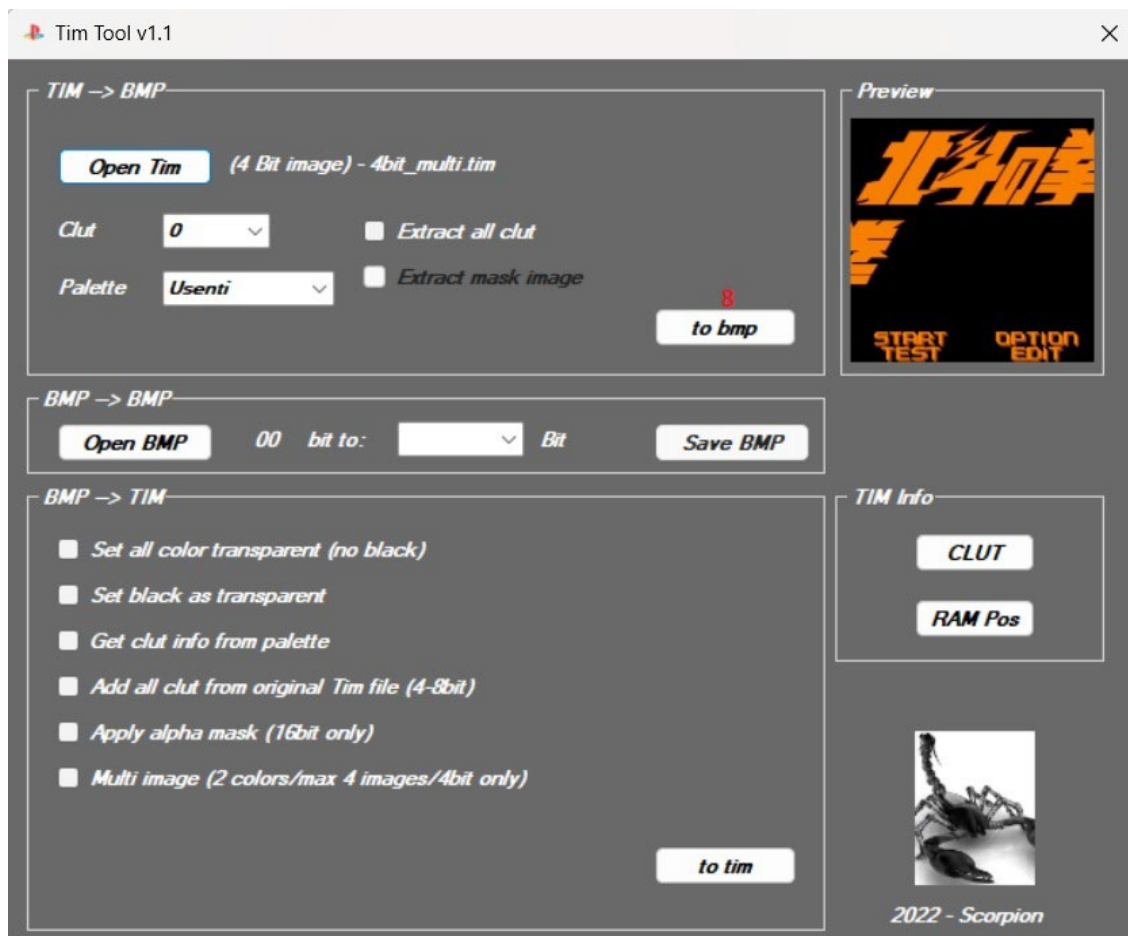 Tim Tool v1.1
TIM --> BMP
Open Tim (4 Bit image) - 4bit_multi.tim
Clut 0 Extract all clut
Palette Usenti Extract mask image
8
to bmp
Preview
北斗の拳
START OPTION
TEST EDIT
BMP --> BMP
Open BMP 00 bit to: Bit Save BMP
BMP --> TIM
Set all color transparent (no black)
Set black as transparent
Get clut info from palette
Add all clut from original Tim file (4-8bit)
Apply alpha mask (16bit only)
Multi image (2 colors/max 4 images/4bit only)
to tim
TIM Info
CLUT
RAM Pos
2022 - Scorpion